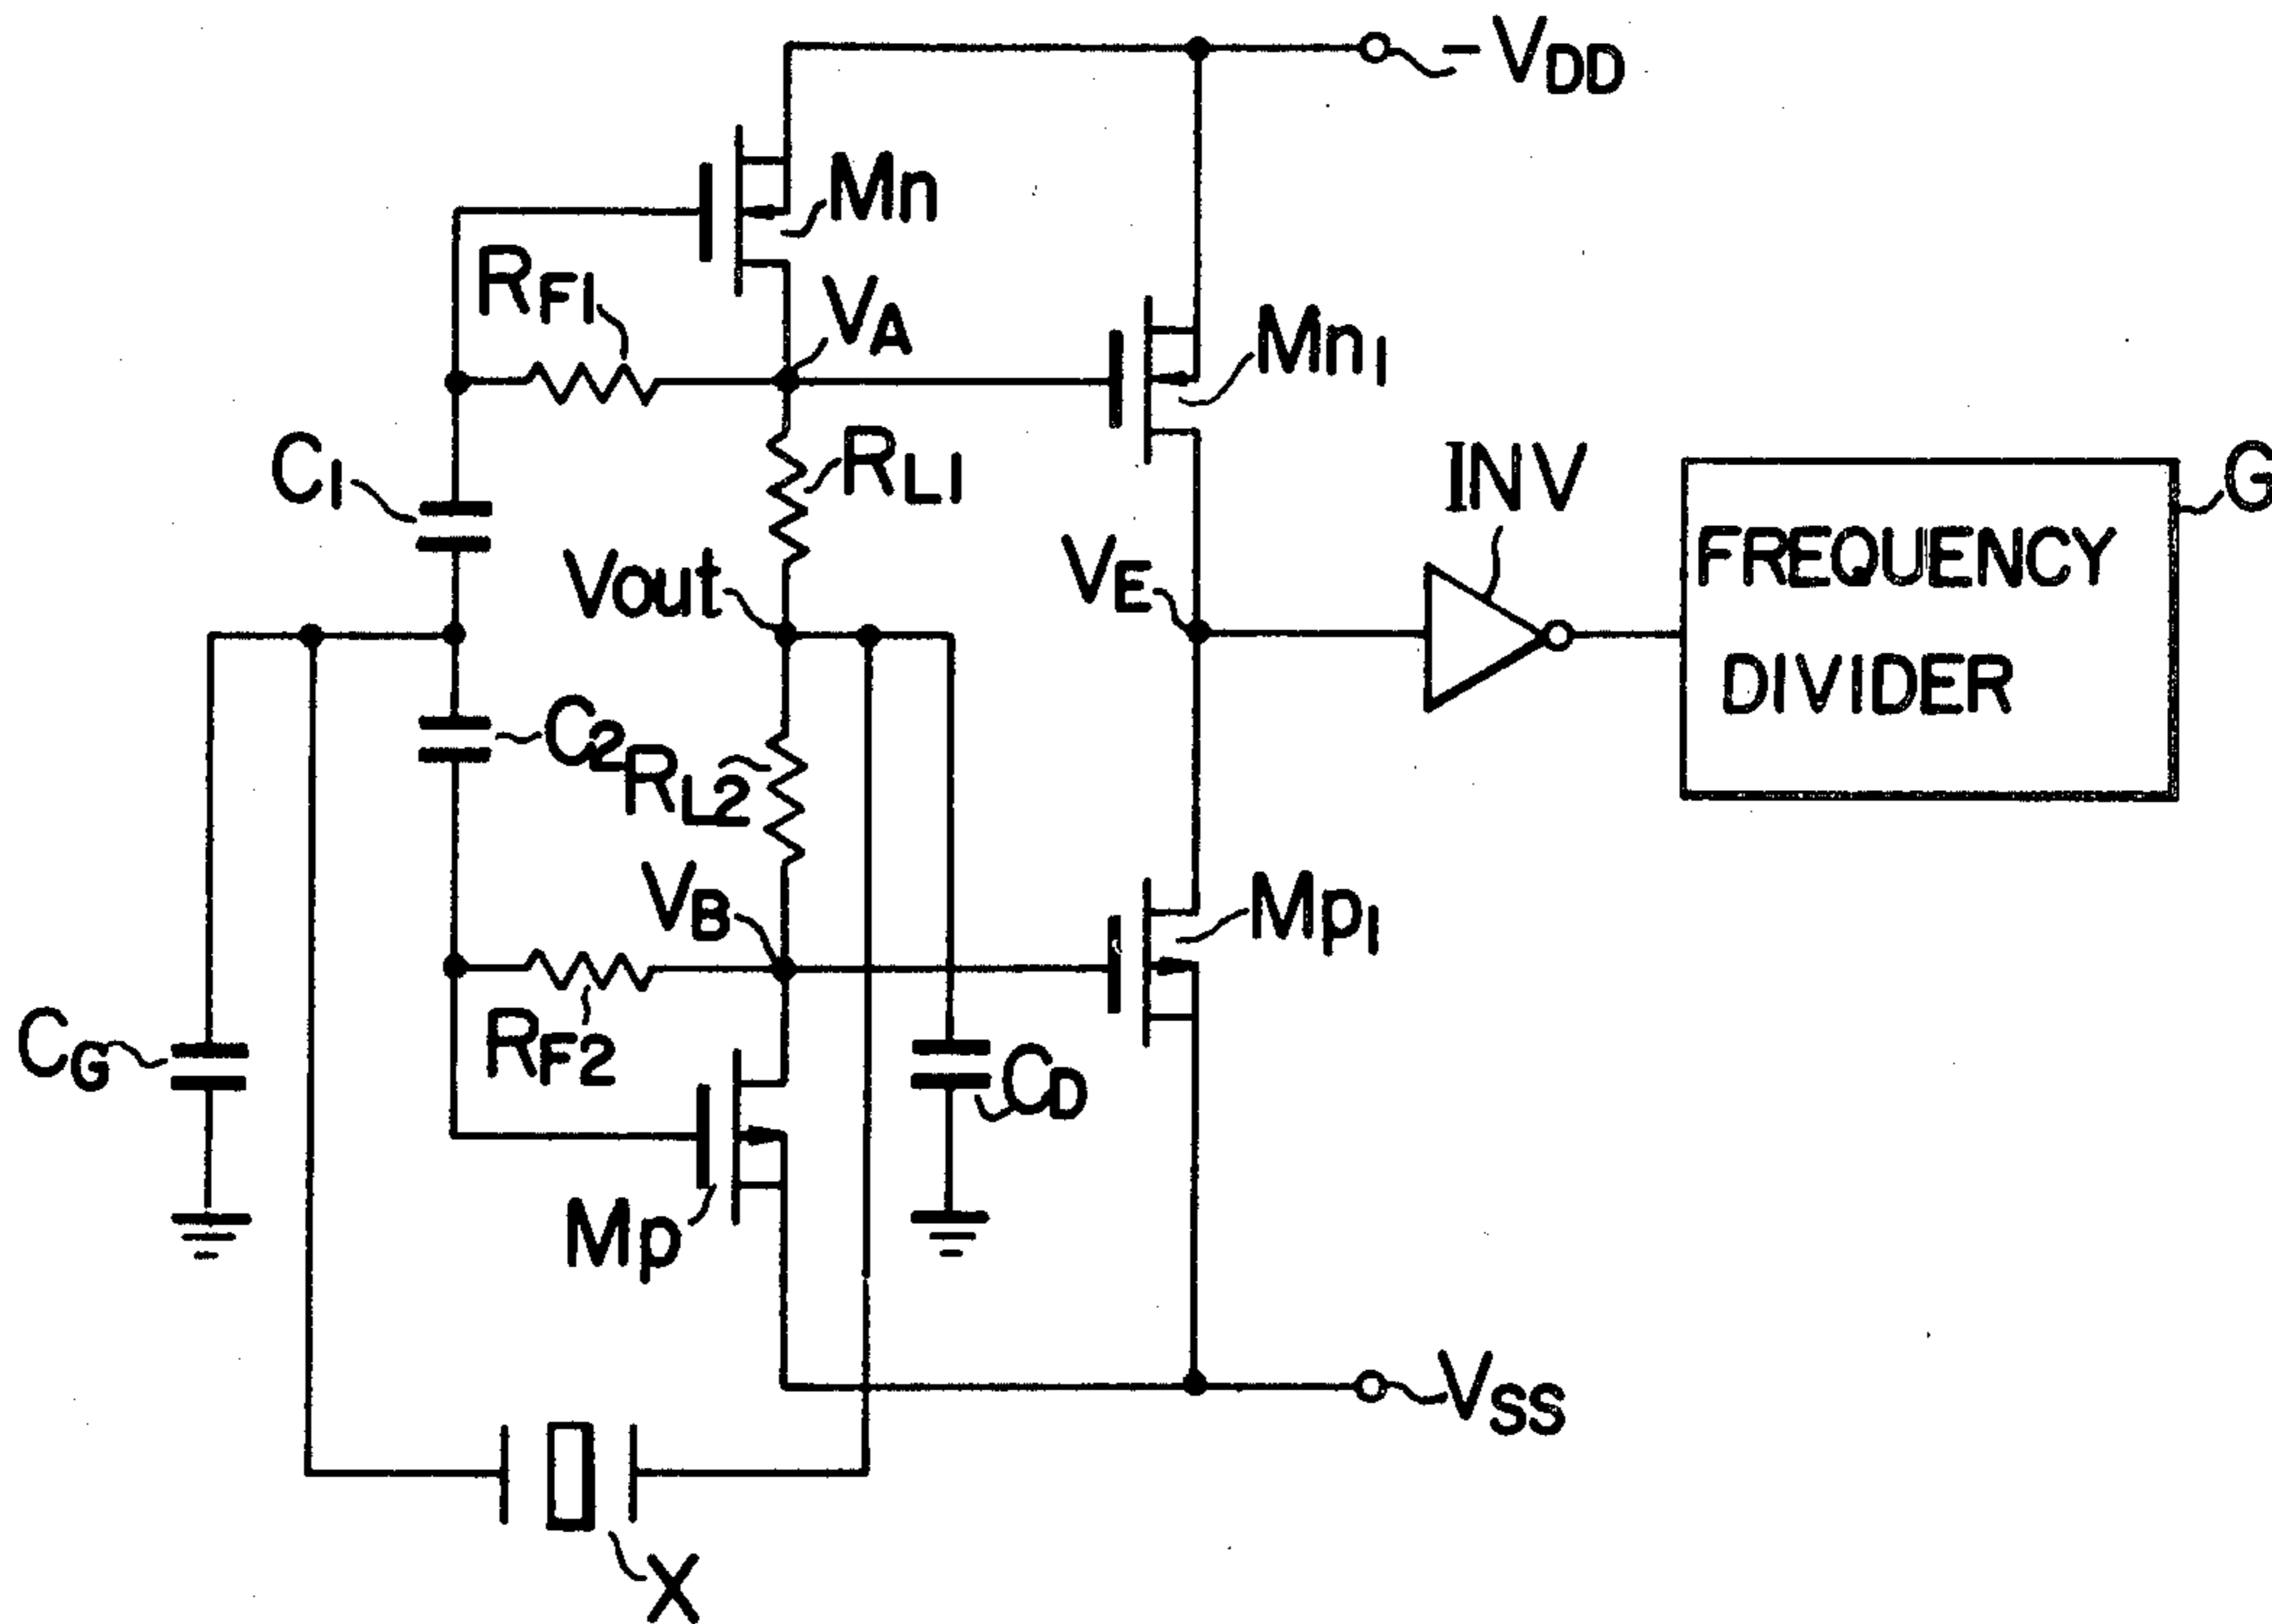 -VDD
Mn
RF1
VA
Mn1
C1
RL1
INV
G
FREQUENCY
DIVIDER
Vout
VE
C2
RL2
VB
Mp1
CG
RF2
CD
Mp
VSS
X